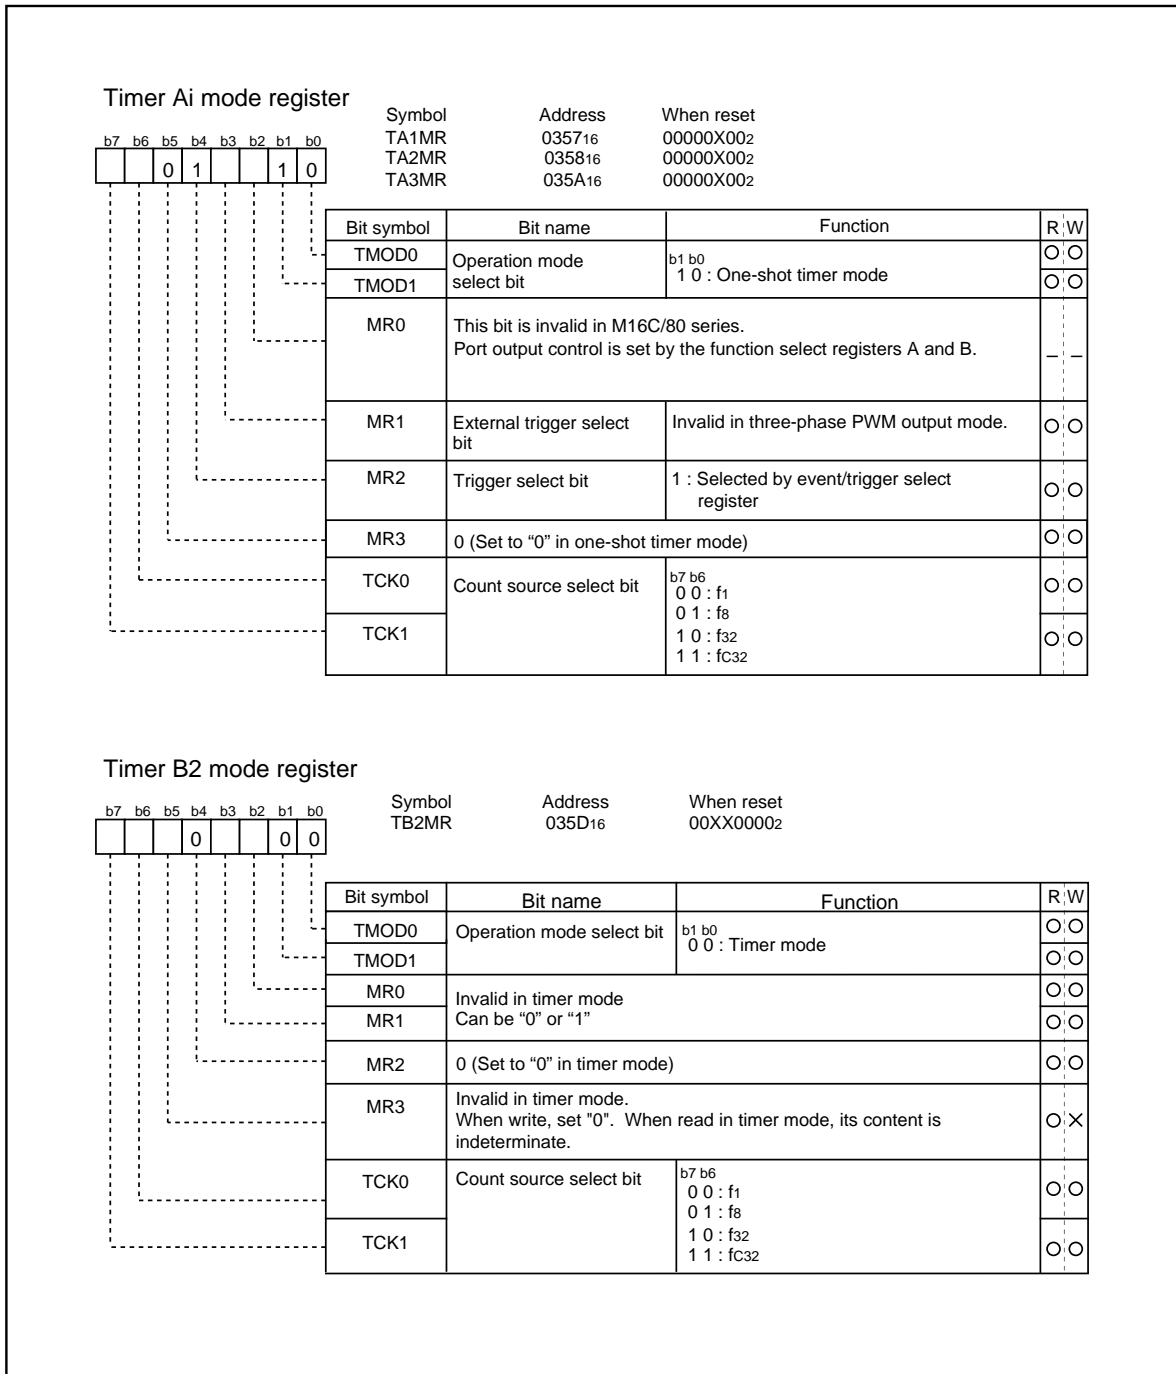 Timer Ai mode register
Symbol Address When reset
TA1MR 035716 00000X002
TA2MR 035816 00000X002
TA3MR 035A16 00000X002
b7 b6 b5 b4 b3 b2 b1 b0
0 1 1 0
Bit symbol Bit name Function R W
TMOD0
TMOD1
Operation mode
select bit
b1 b0
1 0 : One-shot timer mode
MR0
This bit is invalid in M16C/80 series.
Port output control is set by the function select registers A and B.
– –
MR1
External trigger select
bit
Invalid in three-phase PWM output mode.
MR2
Trigger select bit
1 : Selected by event/trigger select
register
MR3 0 (Set to “0” in one-shot timer mode)
TCK0
TCK1
Count source select bit
b7 b6
0 0 : f1
0 1 : f8
1 0 : f32
1 1 : fC32
Timer B2 mode register
Symbol Address When reset
TB2MR 035D16 00XX00002
b7 b6 b5 b4 b3 b2 b1 b0
0 0 0
Bit symbol Bit name Function R W
TMOD0
TMOD1
Operation mode select bit
b1 b0
0 0 : Timer mode
MR0
MR1
Invalid in timer mode
Can be “0” or “1”
MR2 0 (Set to “0” in timer mode)
MR3
Invalid in timer mode.
When write, set "0". When read in timer mode, its content is
indeterminate.
TCK0
TCK1
Count source select bit
b7 b6
0 0 : f1
0 1 : f8
1 0 : f32
1 1 : fC32